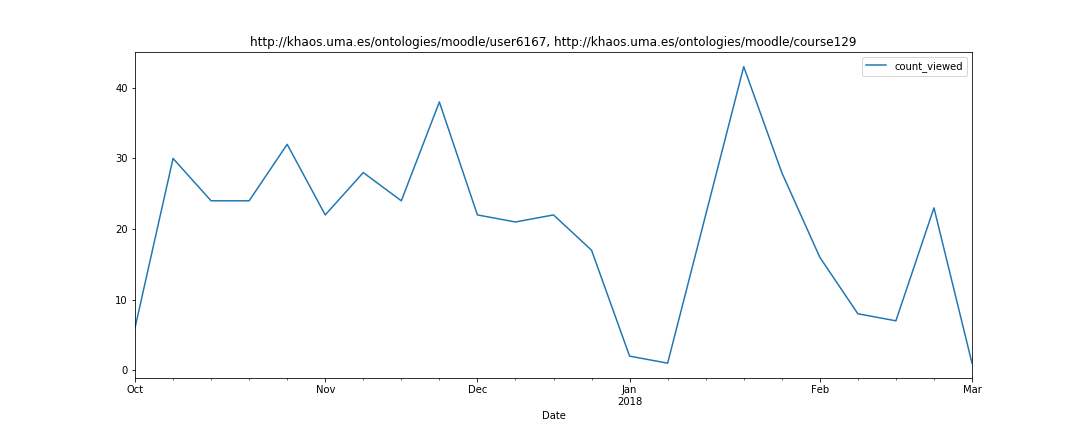 http://khaos.uma.es/ontologies/moodle/user6167, http://khaos.uma.es/ontologies/moodle/course129
count_viewed
40
30
20
10
0
Oct Nov Dec Jan Feb Mar
2018
Date